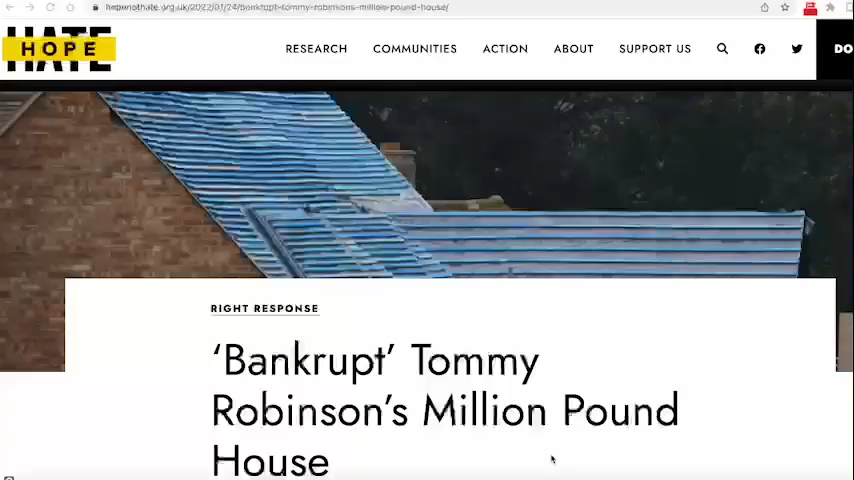 hopenothate.org.uk/2022/01/24/bankrupt-tommy-robinsons-million-pound-house/
HATE
HOPE
RESEARCH COMMUNITIES ACTION ABOUT SUPPORT US DO
RIGHT RESPONSE
‘Bankrupt’ Tommy
Robinson’s Million Pound
House